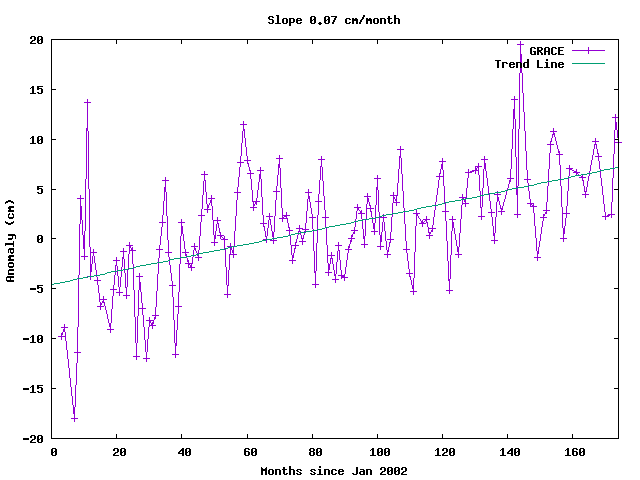 Slope 0.07 cm/month
GRACE
Trend Line
20
15
10
5
0
-5
-10
-15
-20
Anomaly (cm)
0 20 40 60 80 100 120 140 160
Months since Jan 2002